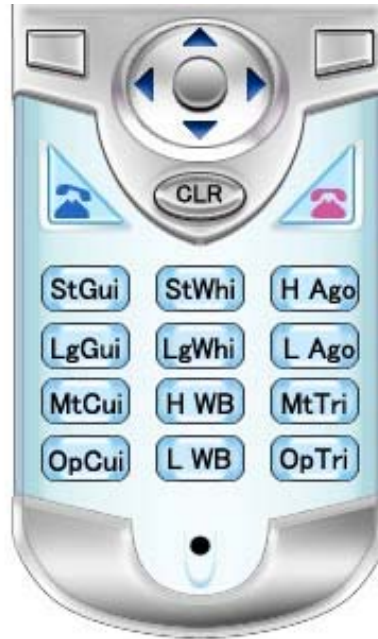 CLR
StGui StWhi H Ago
LgGui LgWhi L Ago
MtCui H WB MtTri
OpCui L WB OpTri